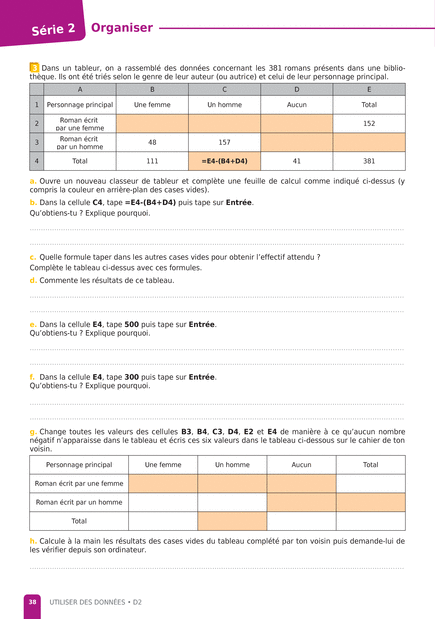 Série 2 Organiser
3 Dans un tableur, on a rassemblé des données concernant les 381 romans présents dans une biblio-
thèque. Ils ont été triés selon le genre de leur auteur (ou autrice) et celui de leur personnage principal.
A B C D E
1 Personnage principal Une femme Un homme Aucun Total
2 Roman écrit par une femme 152
3 Roman écrit par un homme 48 157
4 Total 111 =E4-(B4+D4) 41 381
a. Ouvre un nouveau classeur de tableur et complète une feuille de calcul comme indiqué ci-dessus (y
compris la couleur en arrière-plan des cases vides).
b. Dans la cellule C4, tape =E4-(B4+D4) puis tape sur Entrée.
Qu'obtiens-tu ? Explique pourquoi.
c. Quelle formule taper dans les autres cases vides pour obtenir l'effectif attendu ?
Complète le tableau ci-dessus avec ces formules.
d. Commente les résultats de ce tableau.
e. Dans la cellule E4, tape 500 puis tape sur Entrée.
Qu'obtiens-tu ? Explique pourquoi.
f. Dans la cellule E4, tape 300 puis tape sur Entrée.
Qu'obtiens-tu ? Explique pourquoi.
g. Change toutes les valeurs des cellules B3, B4, C3, D4, E2 et E4 de manière à ce qu'aucun nombre
négatif n'apparaisse dans le tableau et écris ces six valeurs dans le tableau ci-dessous sur le cahier de ton
voisin.
Personnage principal Une femme Un homme Aucun Total
Roman écrit par une femme
Roman écrit par un homme
Total
h. Calcule à la main les résultats des cases vides du tableau complété par ton voisin puis demande-lui de
les vérifier depuis son ordinateur.
38 UTILISER DES DONNÉES • D2